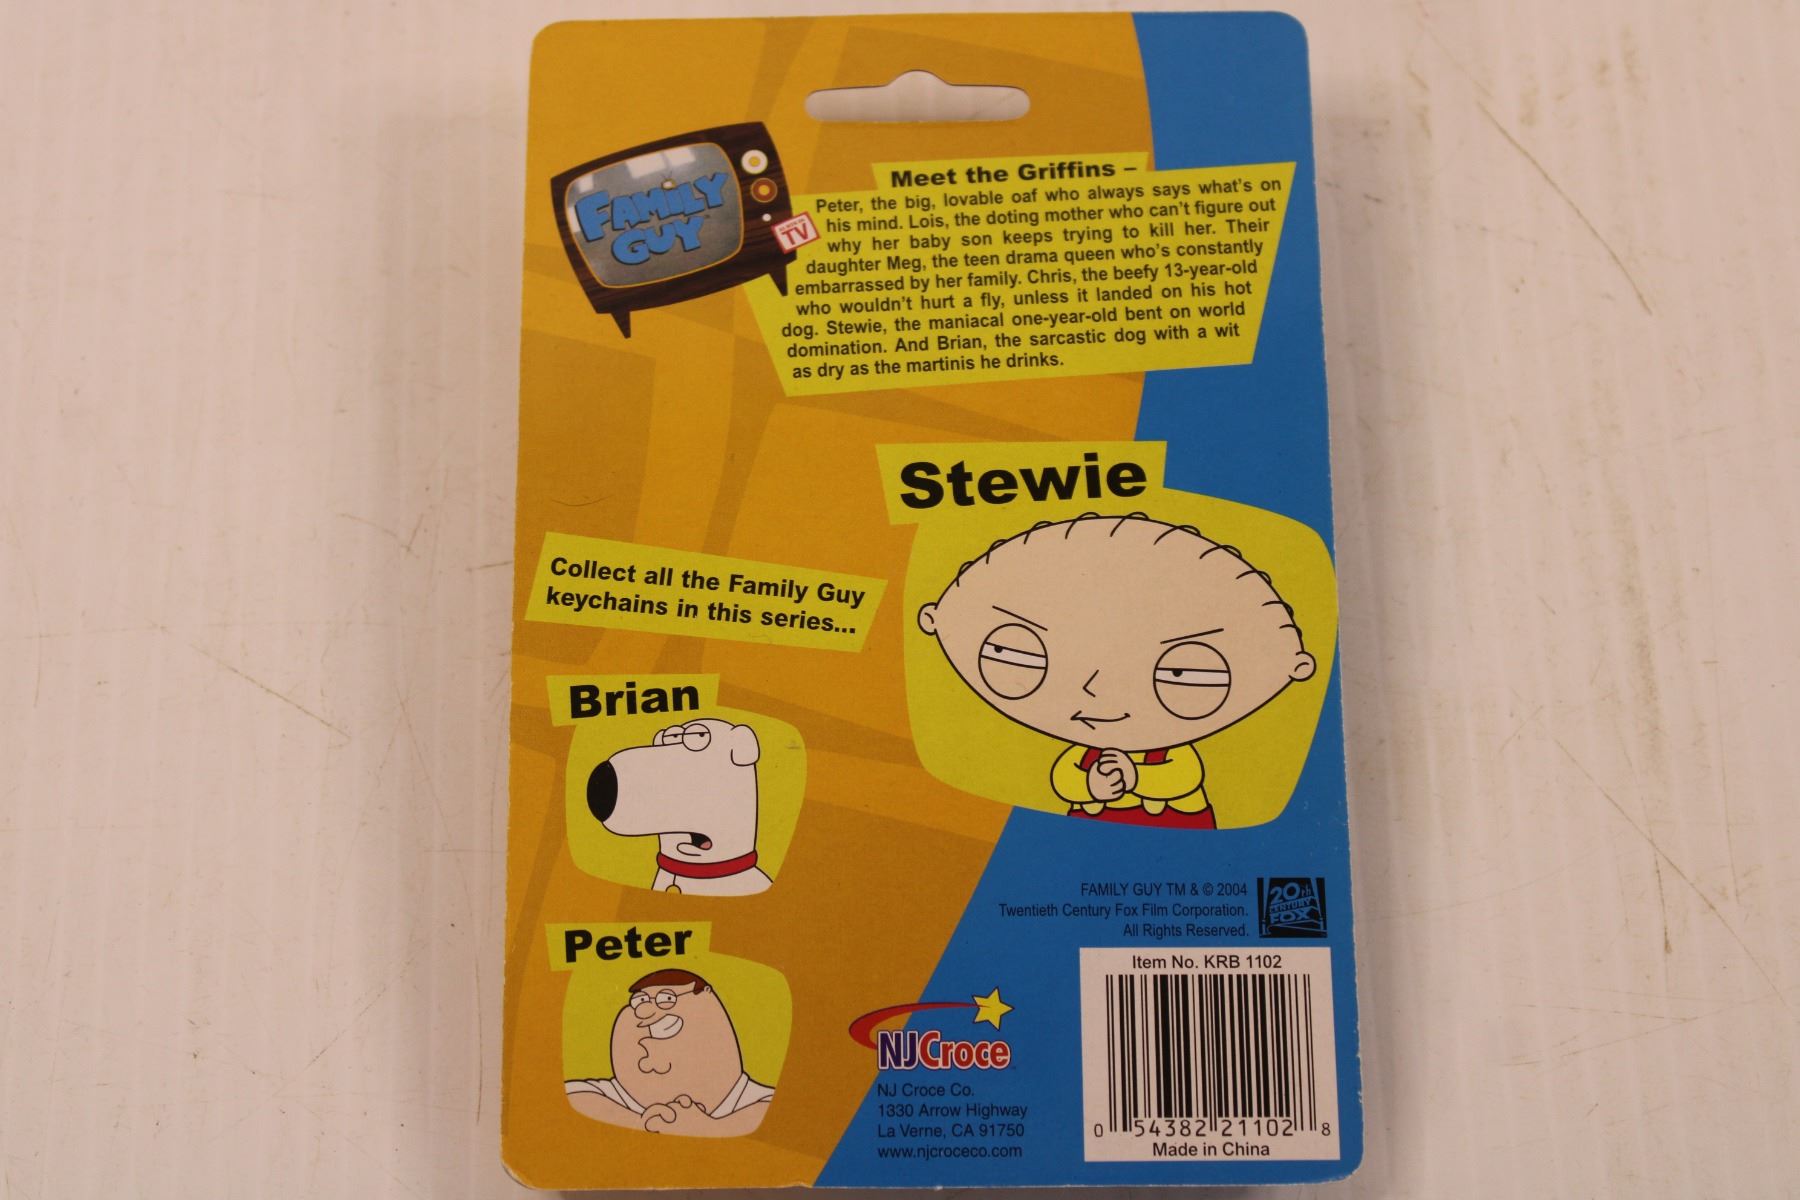 FAMILY
GUY
TV
Meet the Griffins –
Peter, the big, lovable oaf who always says what's on
his mind. Lois, the doting mother who can't figure out
why her baby son keeps trying to kill her. Their
daughter Meg, the teen drama queen who's constantly
embarrassed by her family. Chris, the beefy 13-year-old
who wouldn't hurt a fly, unless it landed on his hot
dog. Stewie, the maniacal one-year-old bent on world
domination. And Brian, the sarcastic dog with a wit
as dry as the martinis he drinks.
Stewie
Collect all the Family Guy
keychains in this series...
Brian
Peter
FAMILY GUY TM & © 2004
Twentieth Century Fox Film Corporation.
All Rights Reserved.
20th
CENTURY
FOX
NJCroce
NJ Croce Co.
1330 Arrow Highway
La Verne, CA 91750
www.njcroceco.com
Item No. KRB 1102
0 54382 21102 8
Made in China